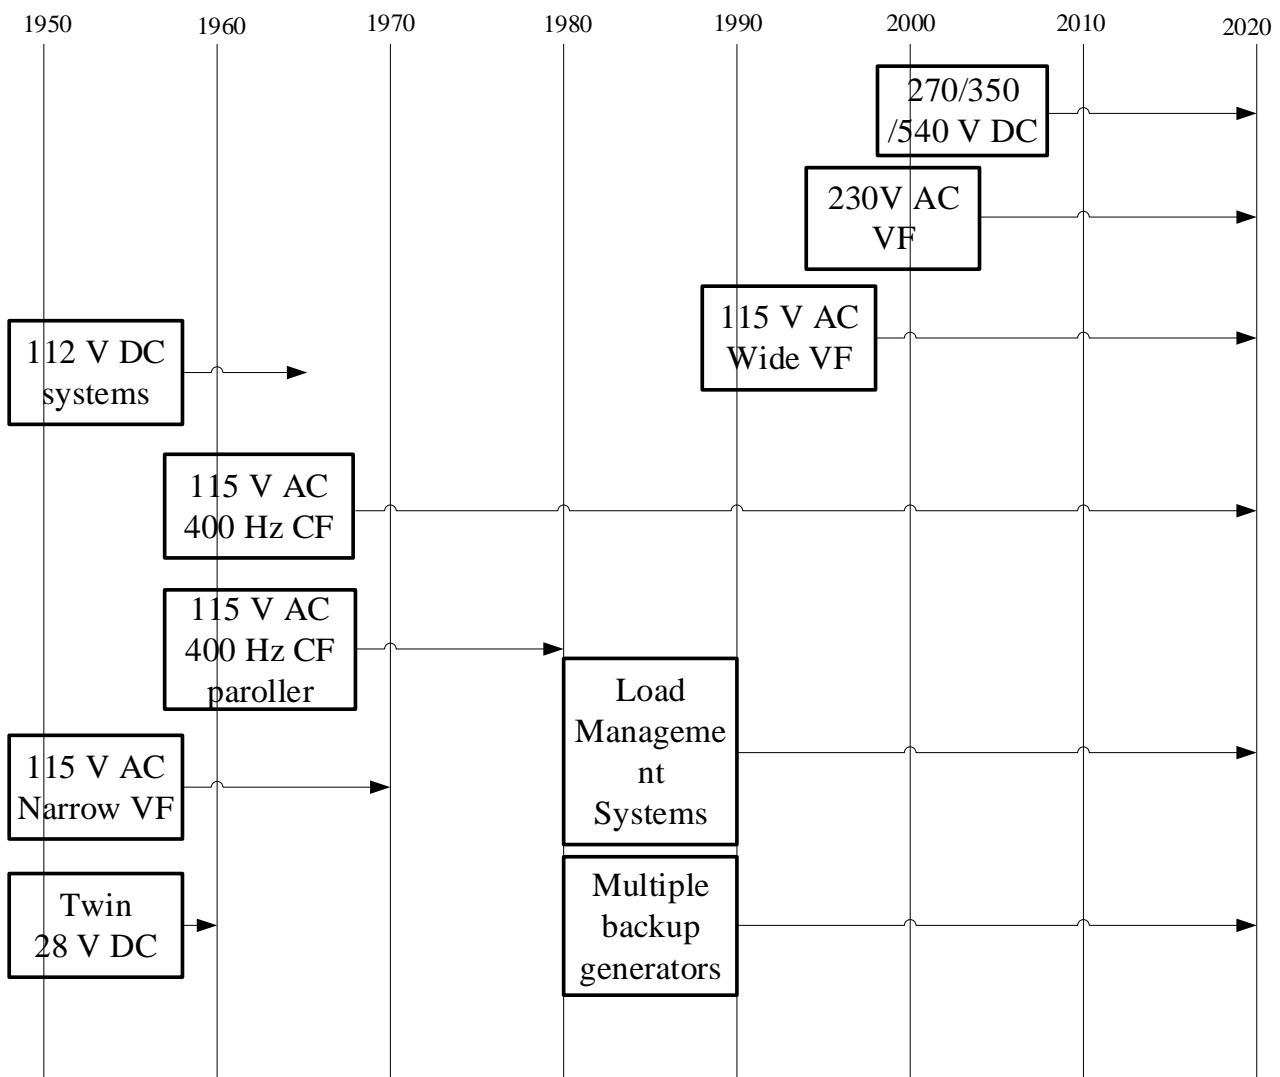 1950 1960 1970 1980 1990 2000 2010 2020
270/350
/540 V DC
230V AC
VF
115 V AC
Wide VF
112 V DC
systems
115 V AC
400 Hz CF
115 V AC
400 Hz CF
paroller
Load
Manageme
nt
Systems
115 V AC
Narrow VF
Multiple
backup
generators
Twin
28 V DC